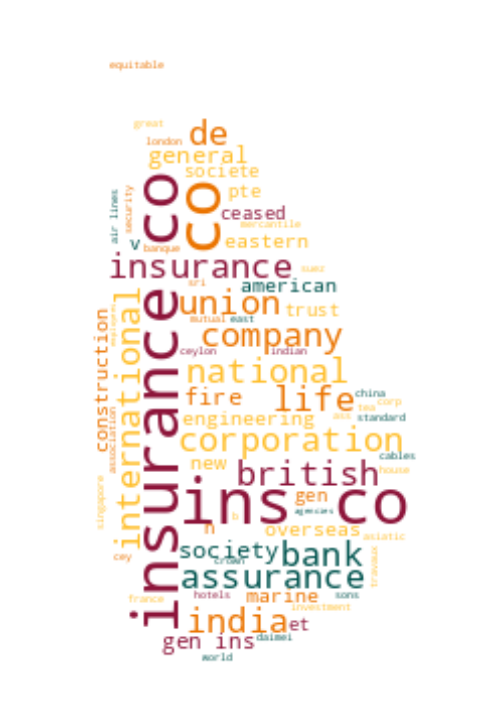 equitable
great
de
london
general
societe
co
co
pte
security
air lines
ceased
mercantile
v
banque
eastern
insurance
suez
sri
american
insurance
international
union
trust
construction
employers
mutual
east
company
ceylon
indian
national
fire
life
china
tea
corp
association
engineering
ass
standard
corporation
cables
new
british
house
singapore
ins
gen
co
agencies
b
n
overseas
asiatic
crown
society
bank
cey
assurance
travaux
france
hotels
marine
sons
investment
india
et
gen ins
daimei
world